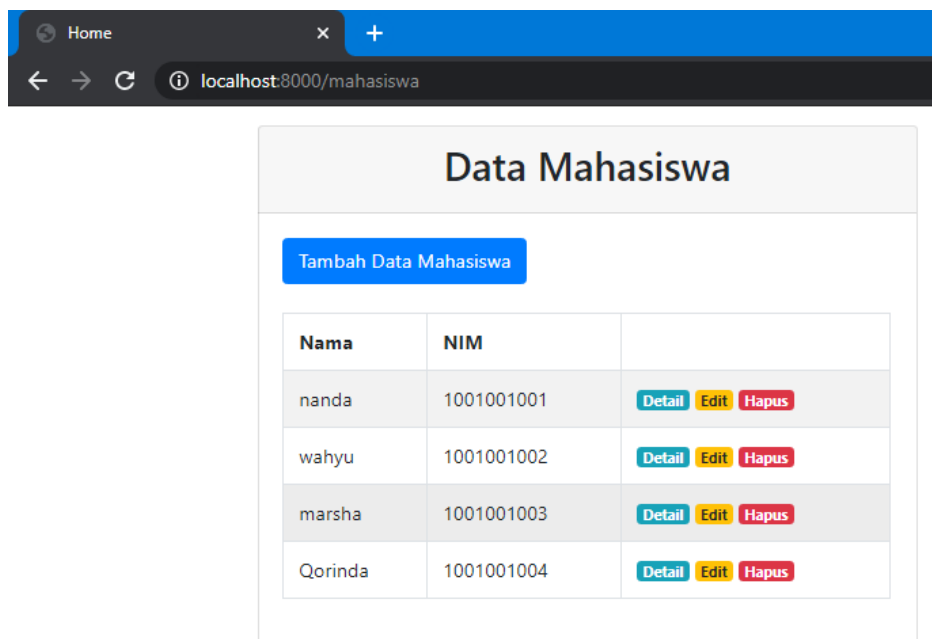 Home
localhost:8000/mahasiswa
Data Mahasiswa
Tambah Data Mahasiswa
Nama NIM
nanda 1001001001 Detail Edit Hapus
wahyu 1001001002 Detail Edit Hapus
marsha 1001001003 Detail Edit Hapus
Qorinda 1001001004 Detail Edit Hapus